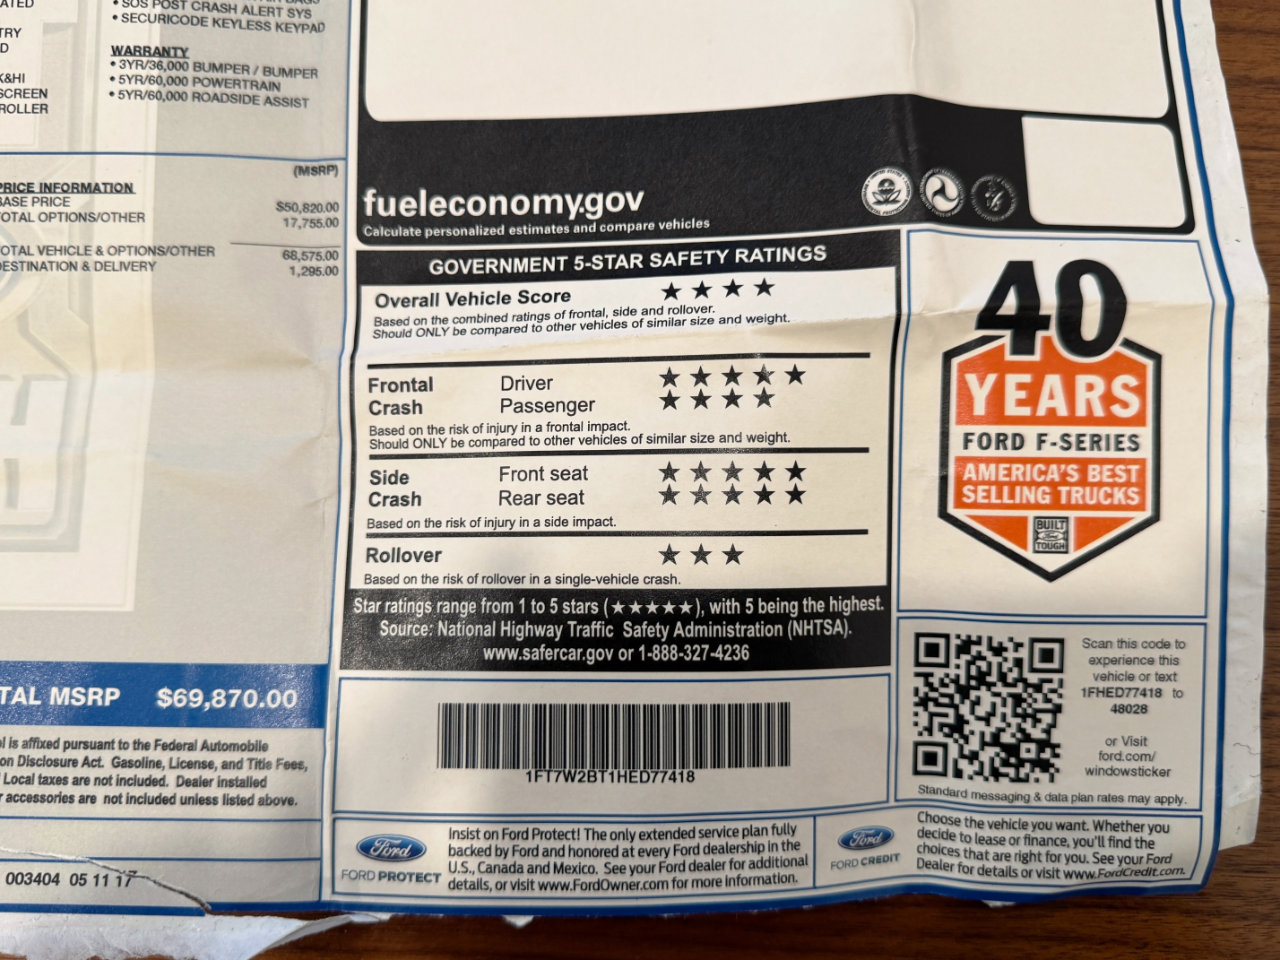 ATED
TRY
D
K&HI
SCREEN
ROLLER
• SOS POST CRASH ALERT SYS
• SECURICODE KEYLESS KEYPAD
WARRANTY
• 3YR/36,000 BUMPER / BUMPER
• 5YR/60,000 POWERTRAIN
• 5YR/60,000 ROADSIDE ASSIST
(MSRP)
PRICE INFORMATION
BASE PRICE $50,820.00
TOTAL OPTIONS/OTHER 17,755.00
TOTAL VEHICLE & OPTIONS/OTHER 68,575.00
DESTINATION & DELIVERY 1,295.00
TAL MSRP $69,870.00
l is affixed pursuant to the Federal Automobile
on Disclosure Act. Gasoline, License, and Title Fees,
Local taxes are not included. Dealer installed
r accessories are not included unless listed above.
003404 05 11 17
fueleconomy.gov
Calculate personalized estimates and compare vehicles
GOVERNMENT 5-STAR SAFETY RATINGS
Overall Vehicle Score ★ ★ ★ ★
Based on the combined ratings of frontal, side and rollover.
Should ONLY be compared to other vehicles of similar size and weight.
Frontal Driver ★ ★ ★ ★ ★
Crash Passenger ★ ★ ★ ★
Based on the risk of injury in a frontal impact.
Should ONLY be compared to other vehicles of similar size and weight.
Side Front seat ★ ★ ★ ★ ★
Crash Rear seat ★ ★ ★ ★ ★
Based on the risk of injury in a side impact.
Rollover ★ ★ ★
Based on the risk of rollover in a single-vehicle crash.
Star ratings range from 1 to 5 stars (★★★★★), with 5 being the highest.
Source: National Highway Traffic Safety Administration (NHTSA).
www.safercar.gov or 1-888-327-4236
1FT7W2BT1HED77418
40
YEARS
FORD F-SERIES
AMERICA'S BEST
SELLING TRUCKS
BUILT
Ford
TOUGH
Scan this code to
experience this
vehicle or text
1FHED77418 to
48028
or Visit
ford.com/
windowsticker
Standard messaging & data plan rates may apply.
Ford
FORD PROTECT
Insist on Ford Protect! The only extended service plan fully
backed by Ford and honored at every Ford dealership in the
U.S., Canada and Mexico. See your Ford dealer for additional
details, or visit www.FordOwner.com for more information.
Ford
FORD CREDIT
Choose the vehicle you want. Whether you
decide to lease or finance, you'll find the
choices that are right for you. See your Ford
Dealer for details or visit www.FordCredit.com.